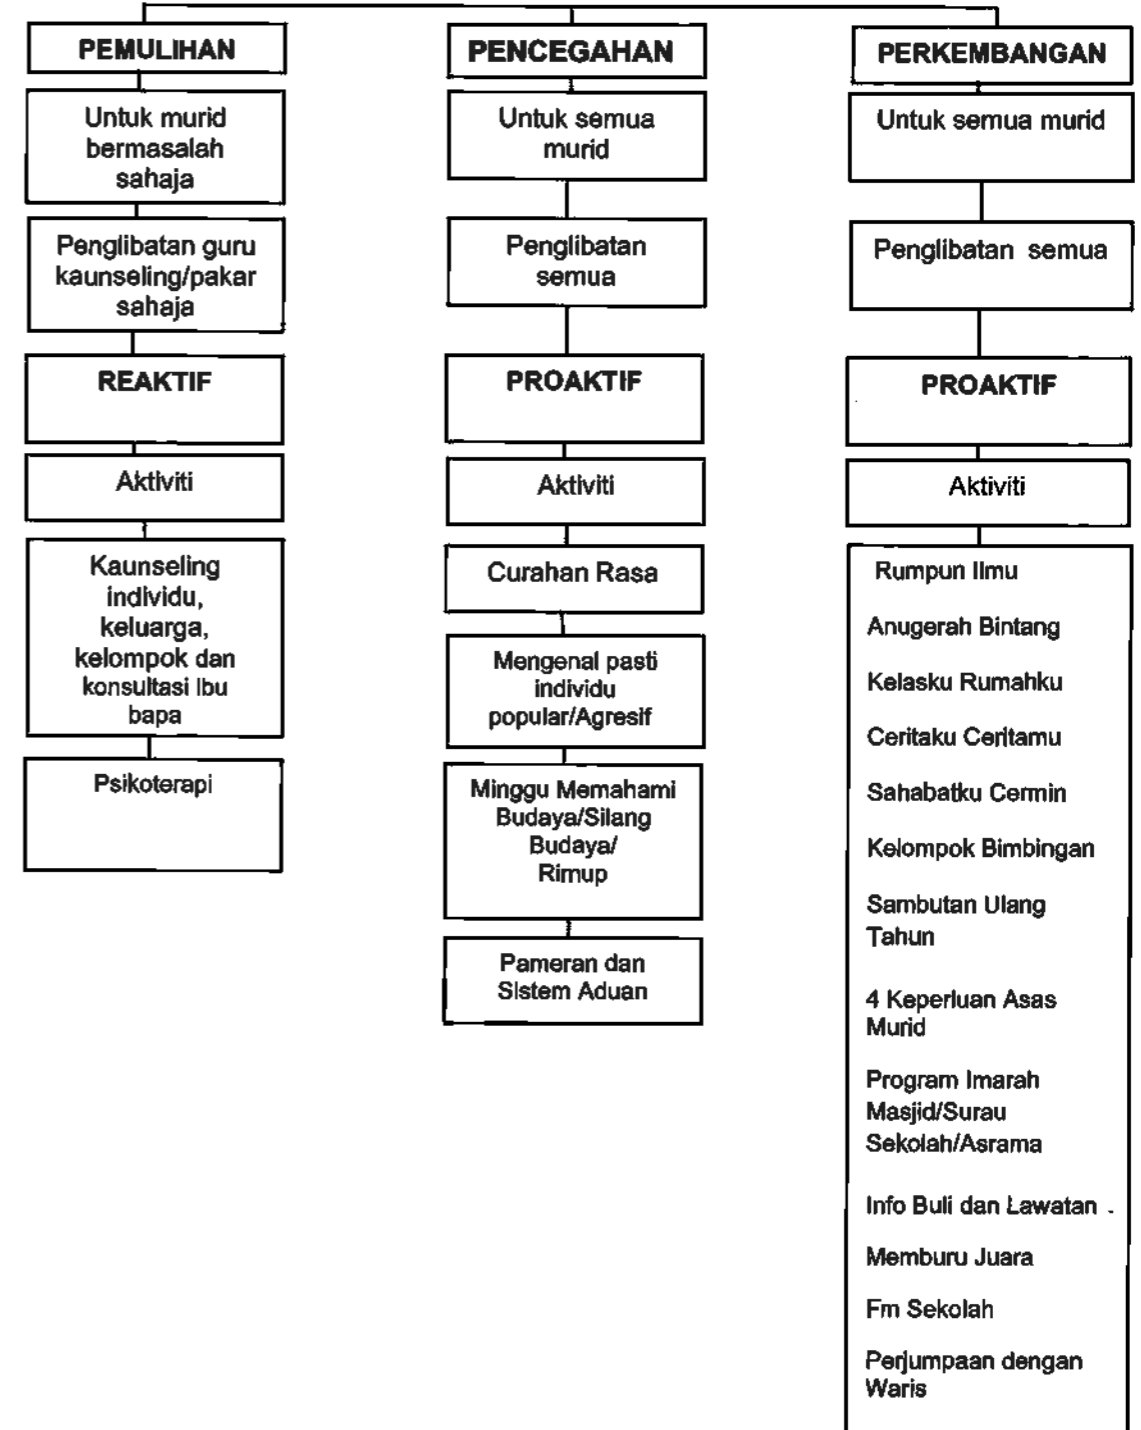 PEMULIHAN
Untuk murid
bermasalah
sahaja
Penglibatan guru
kaunseling/pakar
sahaja
REAKTIF
Aktiviti
Kaunseling
individu,
keluarga,
kelompok dan
konsultasi Ibu
bapa
Psikoterapi
PENCEGAHAN
Untuk semua
murid
Penglibatan
semua
PROAKTIF
Aktiviti
Curahan Rasa
Mengenal pasti
individu
popular/Agresif
Minggu Memahami
Budaya/Silang
Budaya/
Rimup
Pameran dan
Sistem Aduan
PERKEMBANGAN
Untuk semua murid
Penglibatan semua
PROAKTIF
Aktiviti
Rumpun Ilmu
Anugerah Bintang
Kelasku Rumahku
Ceritaku Ceritamu
Sahabatku Cermin
Kelompok Bimbingan
Sambutan Ulang
Tahun
4 Keperluan Asas
Murid
Program Imarah
Masjid/Surau
Sekolah/Asrama
Info Buli dan Lawatan
Memburu Juara
Fm Sekolah
Perjumpaan dengan
Waris